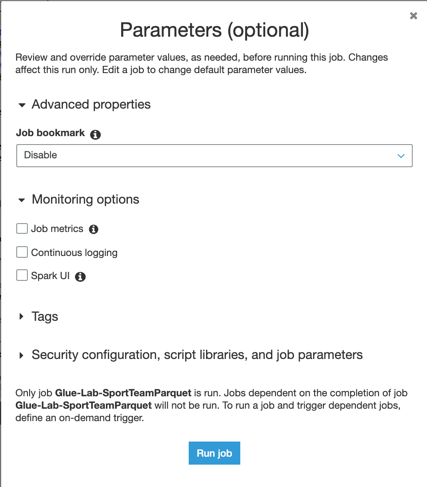 Parameters (optional)
Review and override parameter values, as needed, before running this job. Changes
affect this run only. Edit a job to change default parameter values.
Advanced properties
Job bookmark
Disable
Monitoring options
Job metrics
Continuous logging
Spark UI
Tags
Security configuration, script libraries, and job parameters
Only job Glue-Lab-SportTeamParquet is run. Jobs dependent on the completion of job
Glue-Lab-SportTeamParquet will not be run. To run a job and trigger dependent jobs,
define an on-demand trigger.
Run job